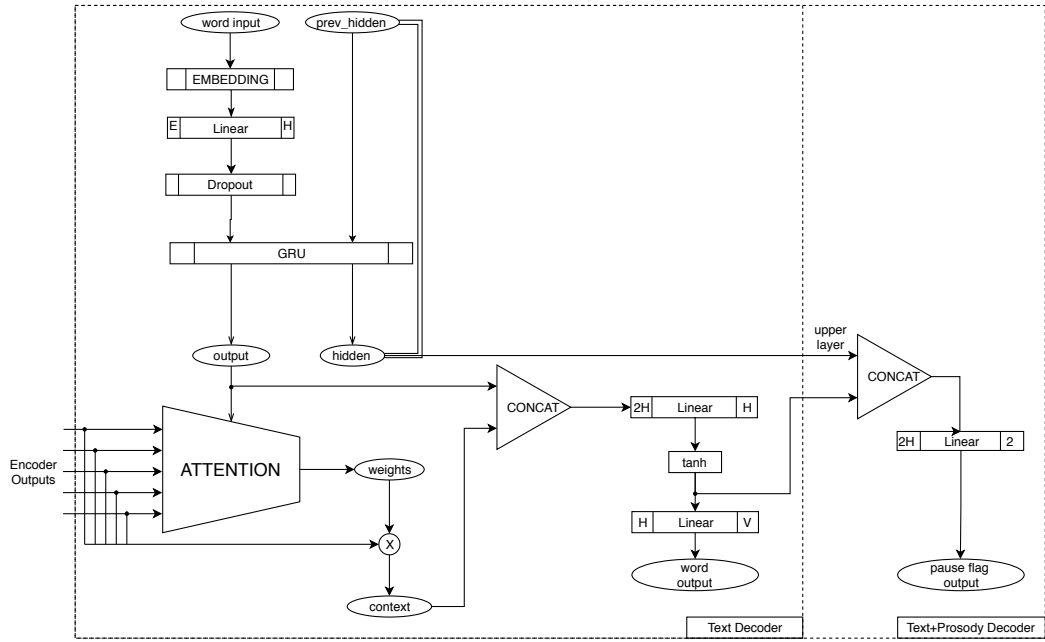 word input
prev_hidden
EMBEDDING
E Linear H
Dropout
GRU
output
hidden
upper
layer
CONCAT
CONCAT
2H Linear H
2H Linear 2
Encoder
Outputs
ATTENTION
weights
tanh
H Linear V
X
word
output
pause flag
output
context
Text Decoder
Text+Prosody Decoder